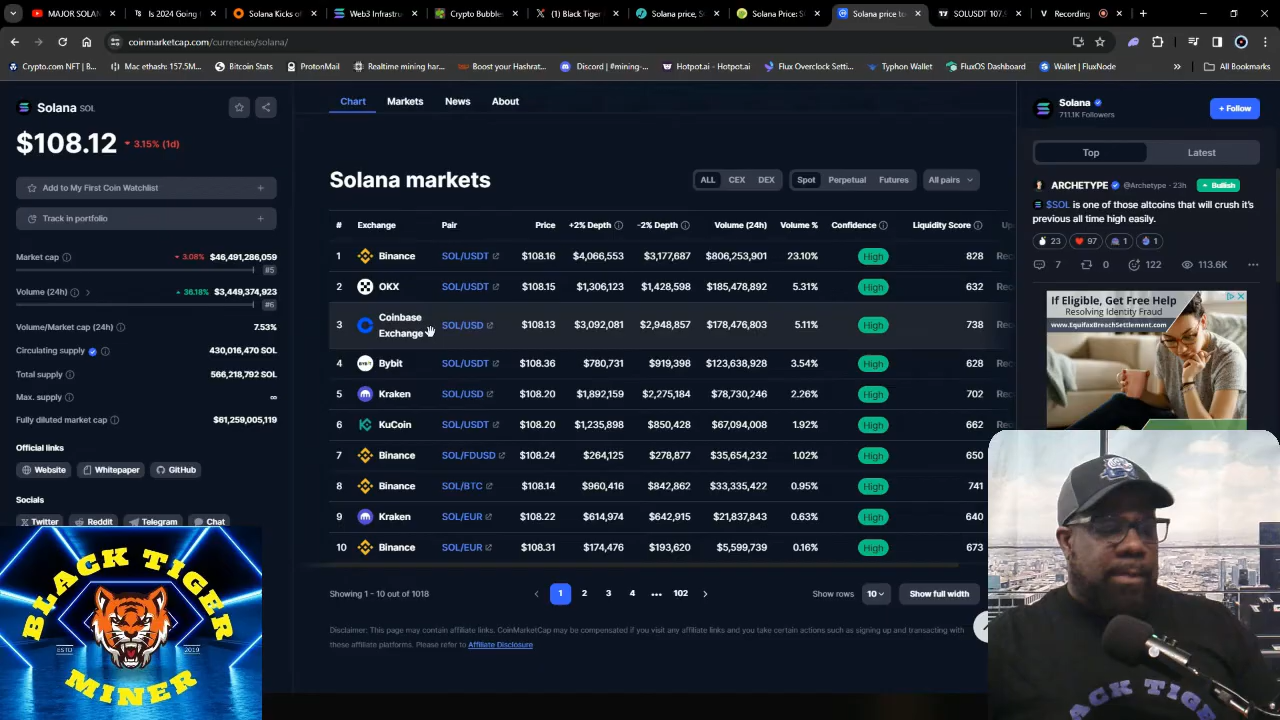 MAJOR SOLAN
Is 2024 Going
Solana Kicks of
Web3 Infrastruc
Crypto Bubbles
(1) Black Tiger
Solana price,
Solana Price: S
Solana price to
SOLUSDT 107.
Recording
coinmarketcap.com/currencies/solana/
Crypto.com NFT | B...
Mac ethash: 157.5M...
Bitcoin Stats
ProtonMail
Realtime mining har...
Boost your Hashrat...
Discord | #mining-...
Hotpot.ai - Hotpot.ai
Flux Overclock Setti...
Typhon Wallet
FluxOS Dashboard
Wallet | FluxNode
All Bookmarks
Solana SOL
$108.12 3.15% (1d)
Add to My First Coin Watchlist
Track in portfolio
Market cap 3.08% $46,491,286,059
#5
Volume (24h) 36.18% $3,449,374,923
#5
Volume/Market cap (24h) 7.53%
Circulating supply 430,016,470 SOL
Total supply 566,218,792 SOL
Max. supply ∞
Fully diluted market cap $61,259,005,119
Official links
Website Whitepaper GitHub
Socials
Twitter Reddit Telegram Chat
BLACK TIGER
ESTD 2019
MINER
Chart Markets News About
Solana markets
ALL CEX DEX Spot Perpetual Futures All pairs
# Exchange Pair Price +2% Depth -2% Depth Volume (24h) Volume % Confidence Liquidity Score
1 Binance SOL/USDT $108.16 $4,066,553 $3,177,687 $806,253,901 23.10% High 828 Rec
2 OKX SOL/USDT $108.15 $1,306,123 $1,428,598 $185,478,892 5.31% High 632 Rec
3 Coinbase Exchange SOL/USD $108.13 $3,092,081 $2,948,857 $178,476,803 5.11% High 738 Rec
4 Bybit SOL/USDT $108.36 $780,731 $919,398 $123,638,928 3.54% High 628 Rec
5 Kraken SOL/USD $108.20 $1,892,159 $2,275,184 $78,730,246 2.26% High 702 Rec
6 KuCoin SOL/USDT $108.20 $1,235,898 $850,428 $67,094,008 1.92% High 662 Rec
7 Binance SOL/FDUSD $108.24 $264,125 $278,877 $35,654,232 1.02% High 650
8 Binance SOL/BTC $108.14 $960,416 $842,862 $33,335,422 0.95% High 741
9 Kraken SOL/EUR $108.22 $614,974 $642,915 $21,837,843 0.63% High 640
10 Binance SOL/EUR $108.31 $174,476 $193,620 $5,599,739 0.16% High 673
Showing 1 - 10 out of 1018
1 2 3 4 ... 102
Show rows 10 Show full width
Disclaimer: This page may contain affiliate links. CoinMarketCap may be compensated if you visit any affiliate links and you take certain actions such as signing up and transacting with
these affiliate platforms. Please refer to Affiliate Disclosure
Solana
711.1K Followers
+ Follow
Top Latest
ARCHETYPE @Archetype · 23h Bullish
$SOL is one of those altcoins that will crush it's
previous all time high easily.
23 97 1 1
7 0 122 113.6K
If Eligible, Get Free Help
Resolving Identity Fraud
www.EquifaxBreachSettlement.com
ACK TIG